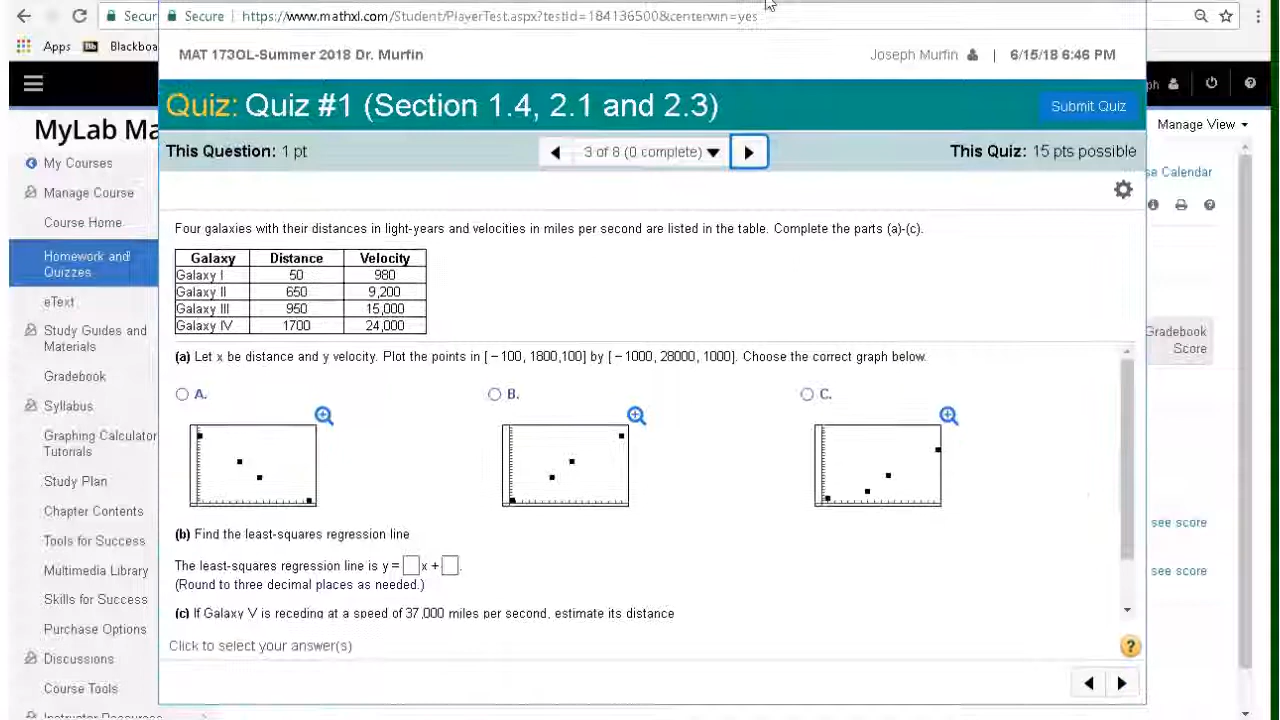 Secur
Secure | https://www.mathxl.com/Student/PlayerTest.aspx?testId=184136500&centerwin=yes
Apps Bb Blackboa
MAT 173OL-Summer 2018 Dr. Murfin
Joseph Murfin | 6/15/18 6:46 PM
Quiz: Quiz #1 (Section 1.4, 2.1 and 2.3)
Submit Quiz
ph
MyLab Ma
Manage View
This Question: 1 pt
3 of 8 (0 complete)
This Quiz: 15 pts possible
My Courses
se Calendar
Manage Course
Course Home
Homework and
Quizzes
eText
Study Guides and
Materials
Gradebook
Syllabus
Graphing Calculator
Tutorials
Study Plan
Chapter Contents
Tools for Success
Multimedia Library
Skills for Success
Purchase Options
Discussions
Course Tools
Instructor Resources
Four galaxies with their distances in light-years and velocities in miles per second are listed in the table. Complete the parts (a)-(c).
Galaxy Distance Velocity
Galaxy I 50 980
Galaxy II 650 9,200
Galaxy III 950 15,000
Galaxy IV 1700 24,000
(a) Let x be distance and y velocity. Plot the points in [ − 100, 1800,100] by [ − 1000, 28000, 1000]. Choose the correct graph below.
A.
B.
C.
(b) Find the least-squares regression line
The least-squares regression line is y = x + .
(Round to three decimal places as needed.)
(c) If Galaxy V is receding at a speed of 37,000 miles per second, estimate its distance
Click to select your answer(s)
?
Gradebook
Score
see score
see score